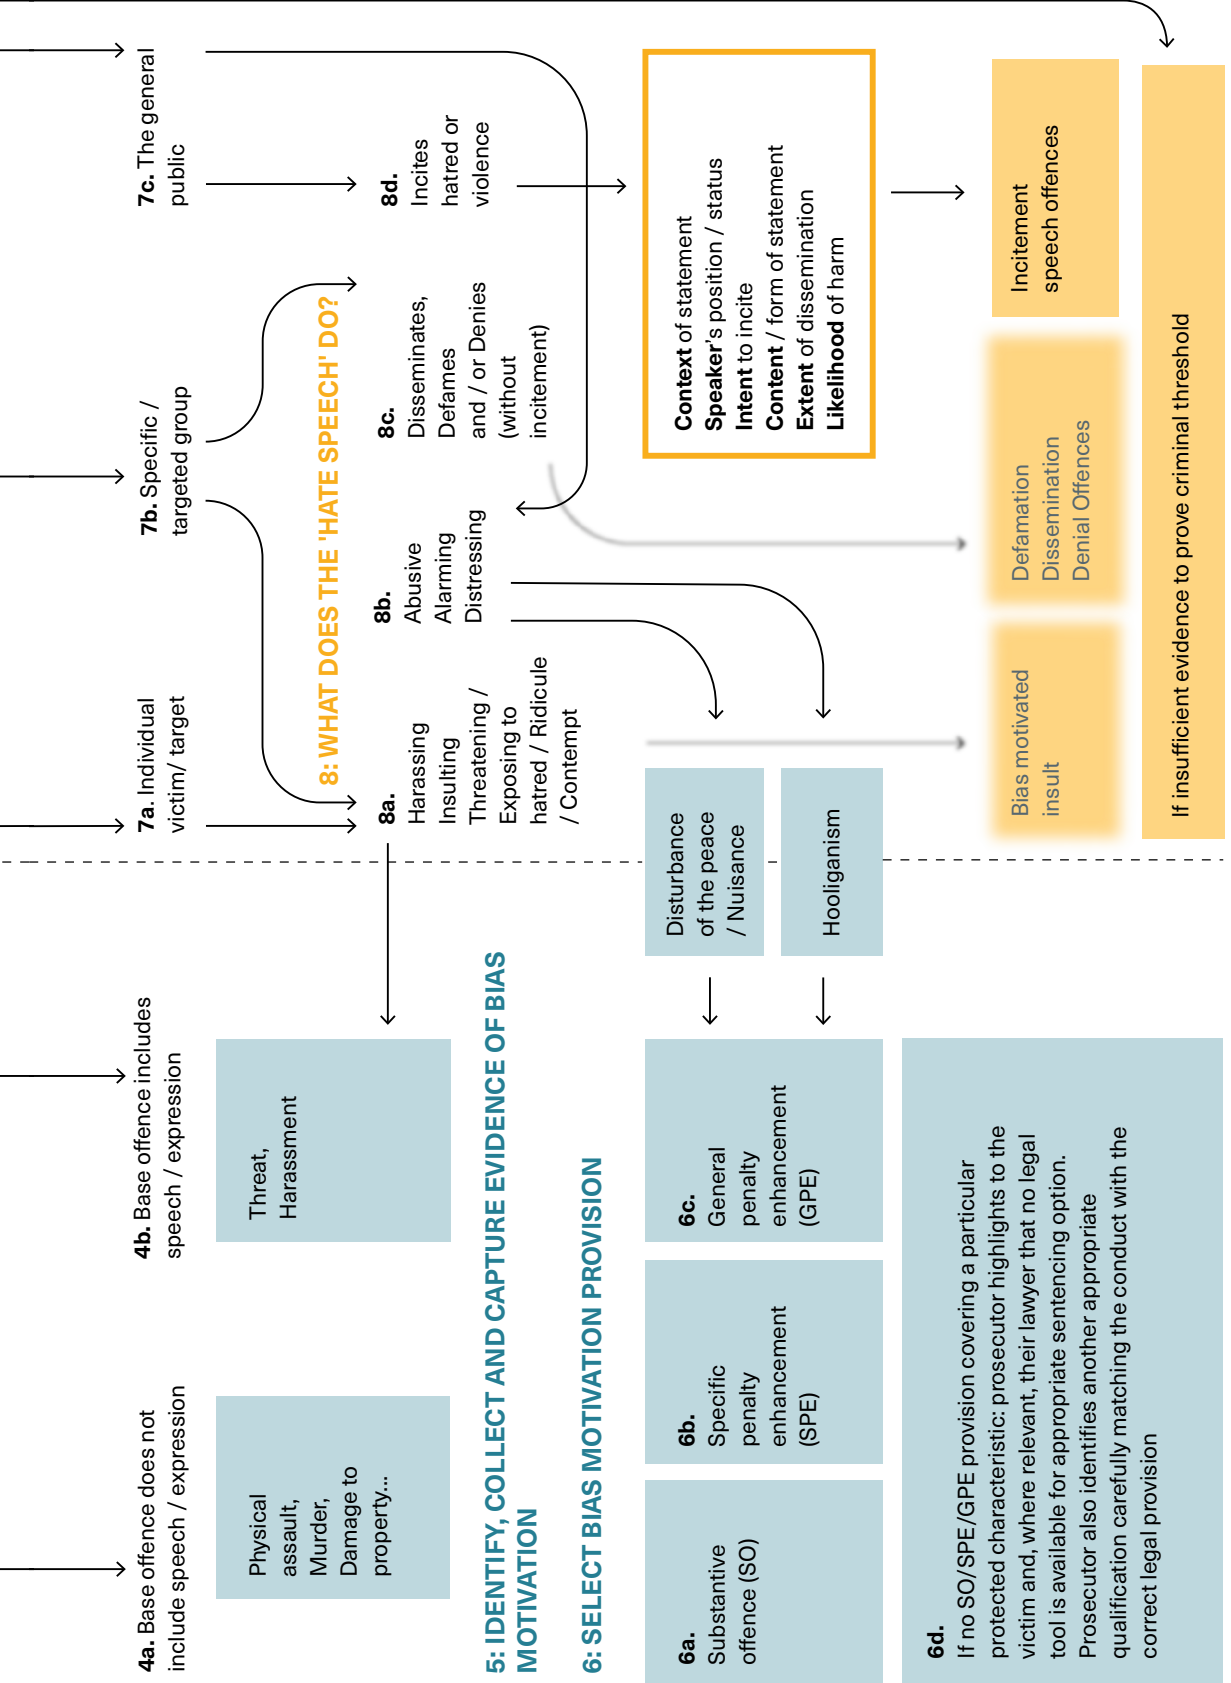 4a. Base offence does not
include speech / expression
4b. Base offence includes
speech / expression
7a. Individual
victim/ target
7b. Specific /
targeted group
7c. The general
public
Physical
assault,
Murder,
Damage to
property...
Threat,
Harassment
8: WHAT DOES THE 'HATE SPEECH' DO?
8a.
Harassing
Insulting
Threatening /
Exposing to
hatred / Ridicule
/ Contempt
8b.
Abusive
Alarming
Distressing
8c.
Disseminates,
Defames
and / or Denies
(without
incitement)
8d.
Incites
hatred or
violence
5: IDENTIFY, COLLECT AND CAPTURE EVIDENCE OF BIAS
MOTIVATION
6: SELECT BIAS MOTIVATION PROVISION
6a.
Substantive
offence (SO)
6b.
Specific
penalty
enhancement
(SPE)
6c.
General
penalty
enhancement
(GPE)
Disturbance
of the peace
/ Nuisance
Hooliganism
Context of statement
Speaker's position / status
Intent to incite
Content / form of statement
Extent of dissemination
Likelihood of harm
6d.
If no SO/SPE/GPE provision covering a particular
protected characteristic: prosecutor highlights to the
victim and, where relevant, their lawyer that no legal
tool is available for appropriate sentencing option.
Prosecutor also identifies another appropriate
qualification carefully matching the conduct with the
correct legal provision
Bias motivated
insult
Defamation
Dissemination
Denial Offences
Incitement
speech offences
If insufficient evidence to prove criminal threshold